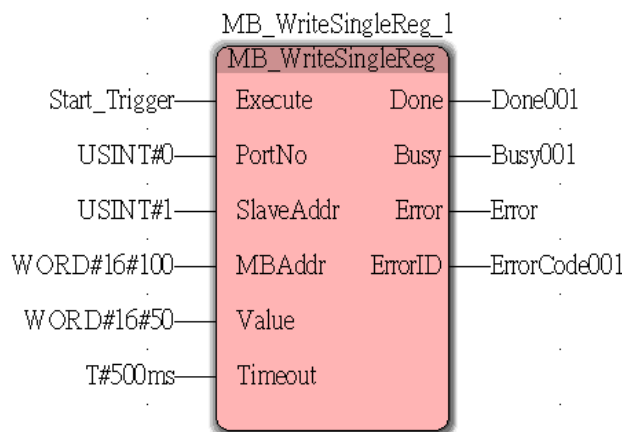 MB_WriteSingleReg_1
MB_WriteSingleReg
Start_Trigger Execute Done Done001
USINT#0 PortNo Busy Busy001
USINT#1 SlaveAddr Error Error
WORD#16#100 MBAddr ErrorID ErrorCode001
WORD#16#50 Value
T#500ms Timeout